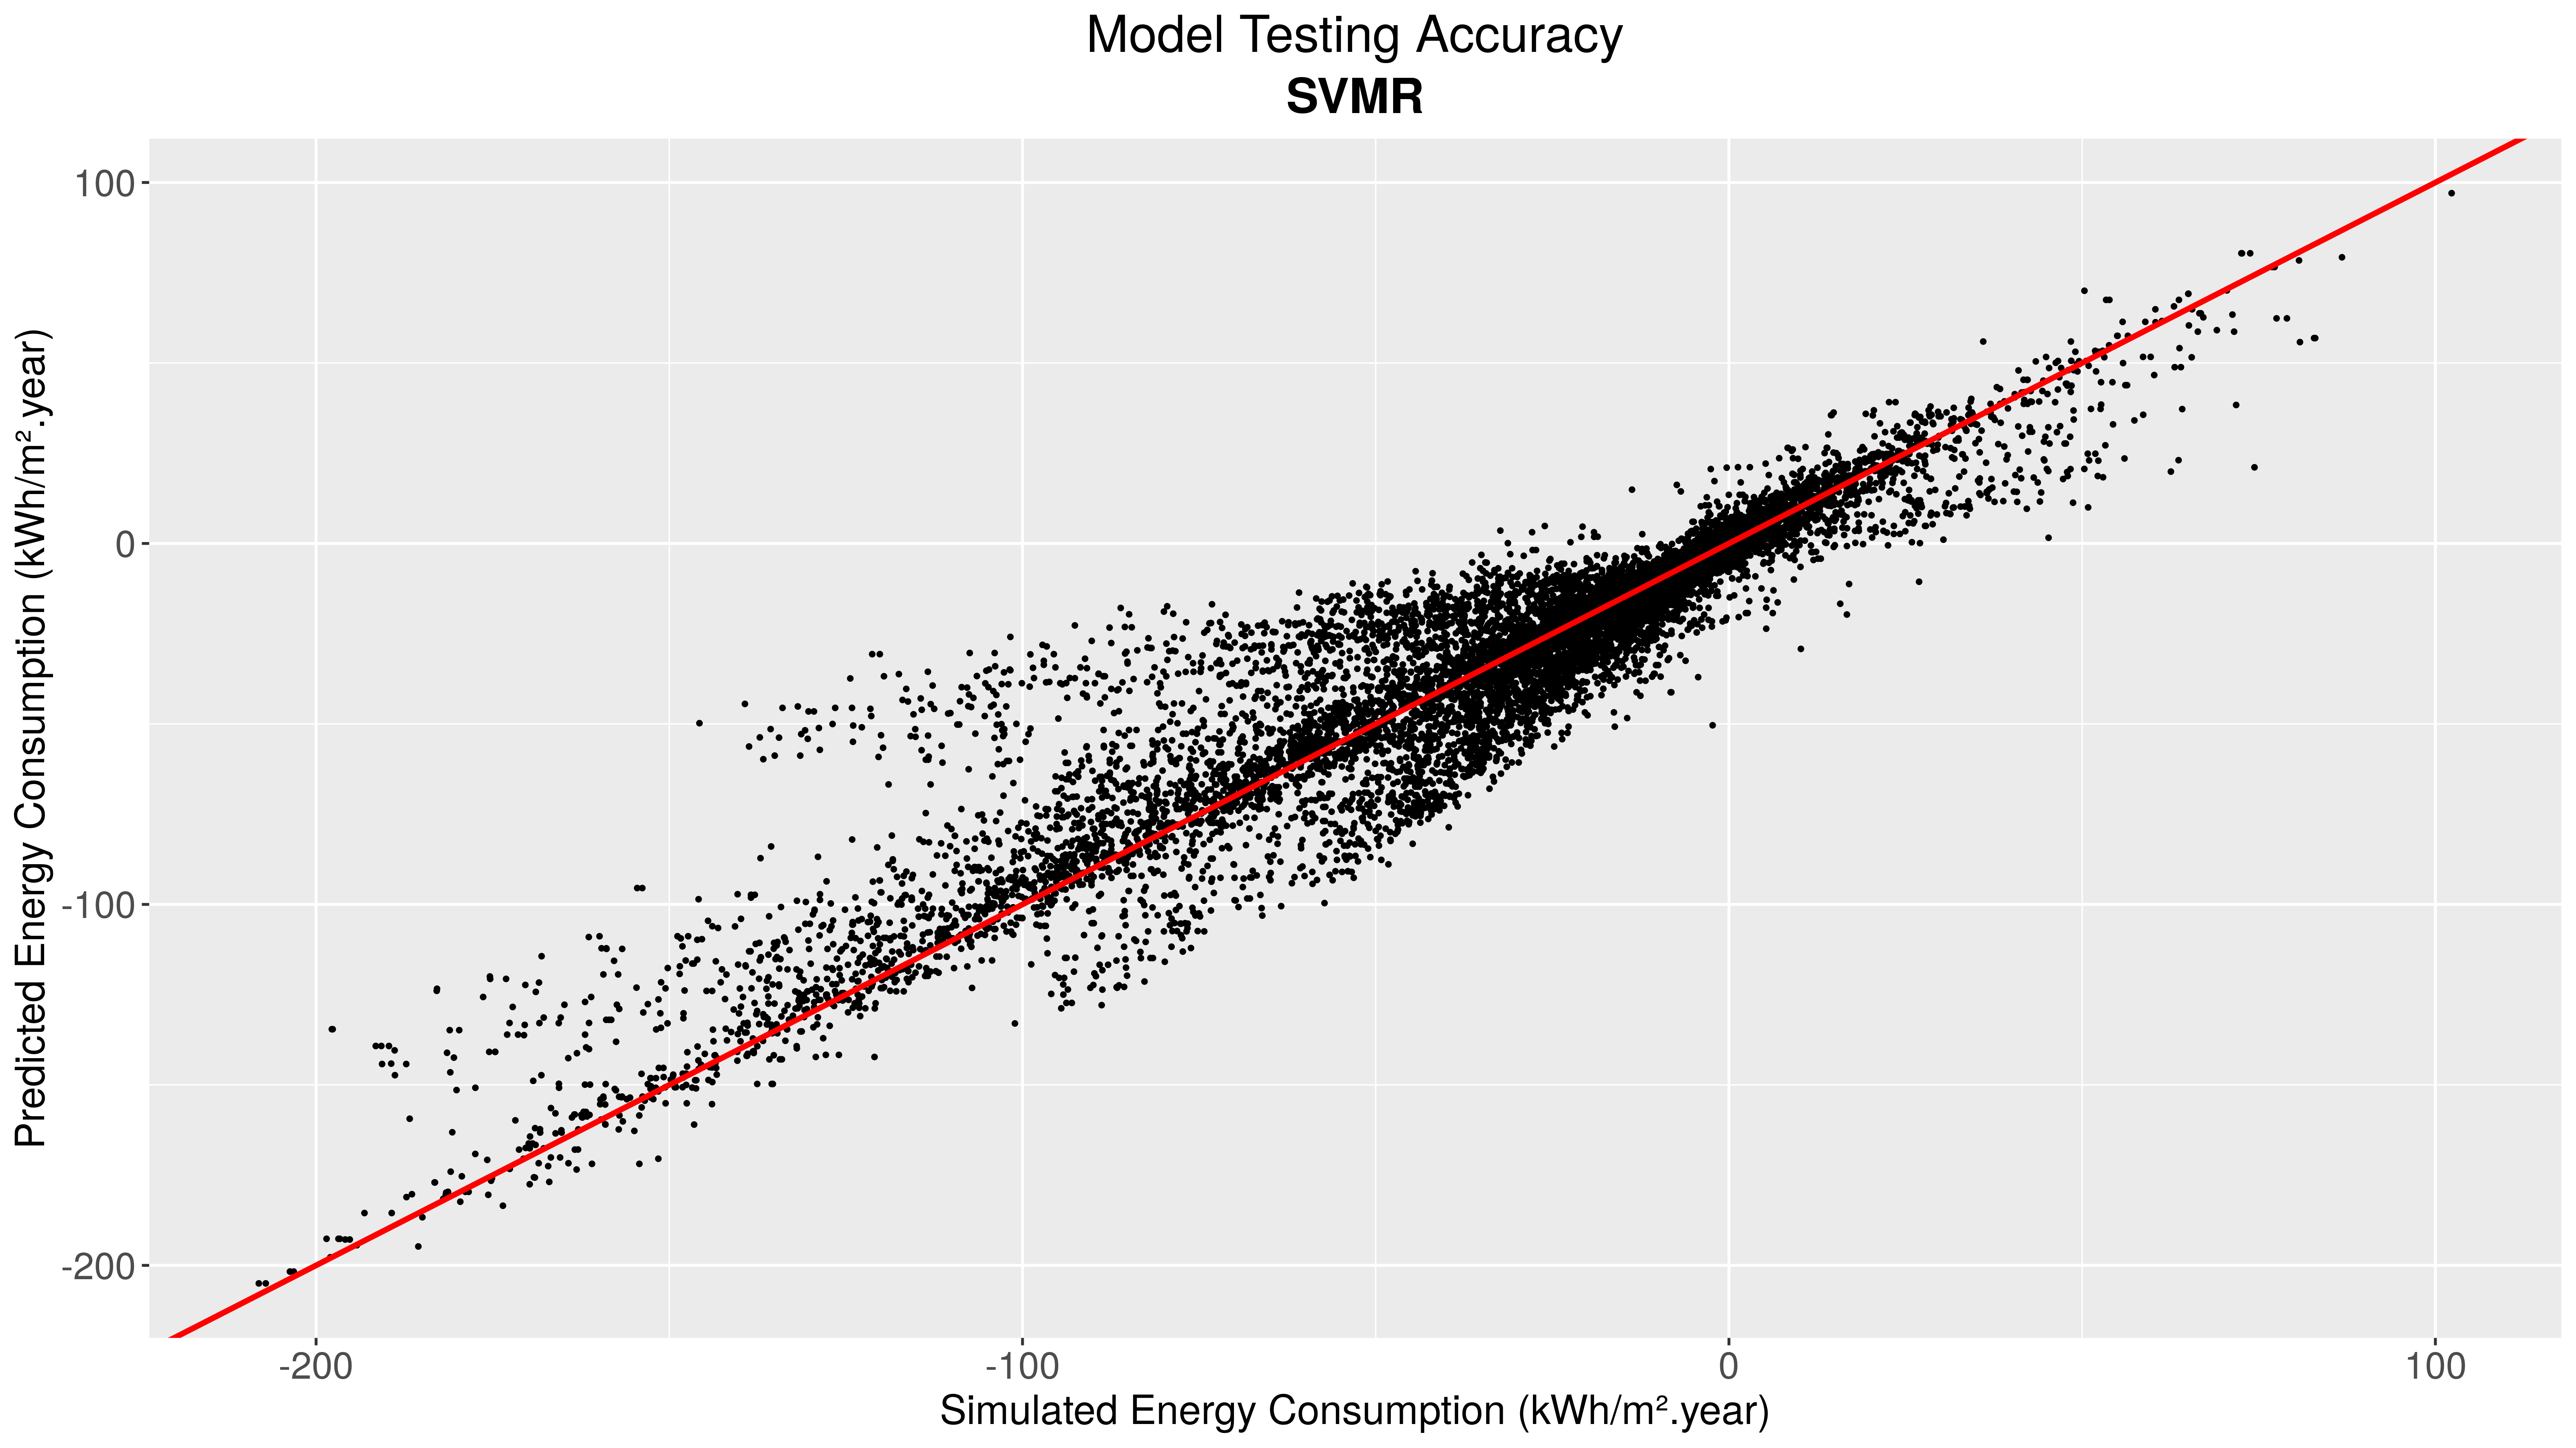 Model Testing Accuracy
SVMR
Predicted Energy Consumption (kWh/m².year)
100
0
-100
-200
-200
-100
0
100
Simulated Energy Consumption (kWh/m².year)